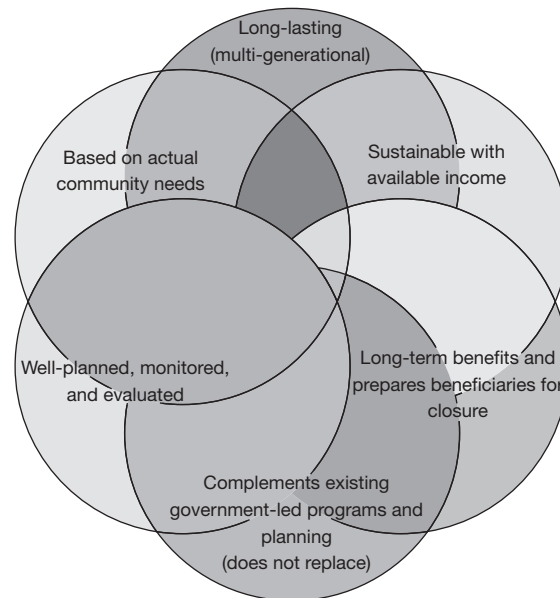 Long-lasting
(multi-generational)
Based on actual
community needs
Sustainable with
available income
Well-planned, monitored,
and evaluated
Long-term benefits and
prepares beneficiaries for
closure
Complements existing
government-led programs and
planning
(does not replace)